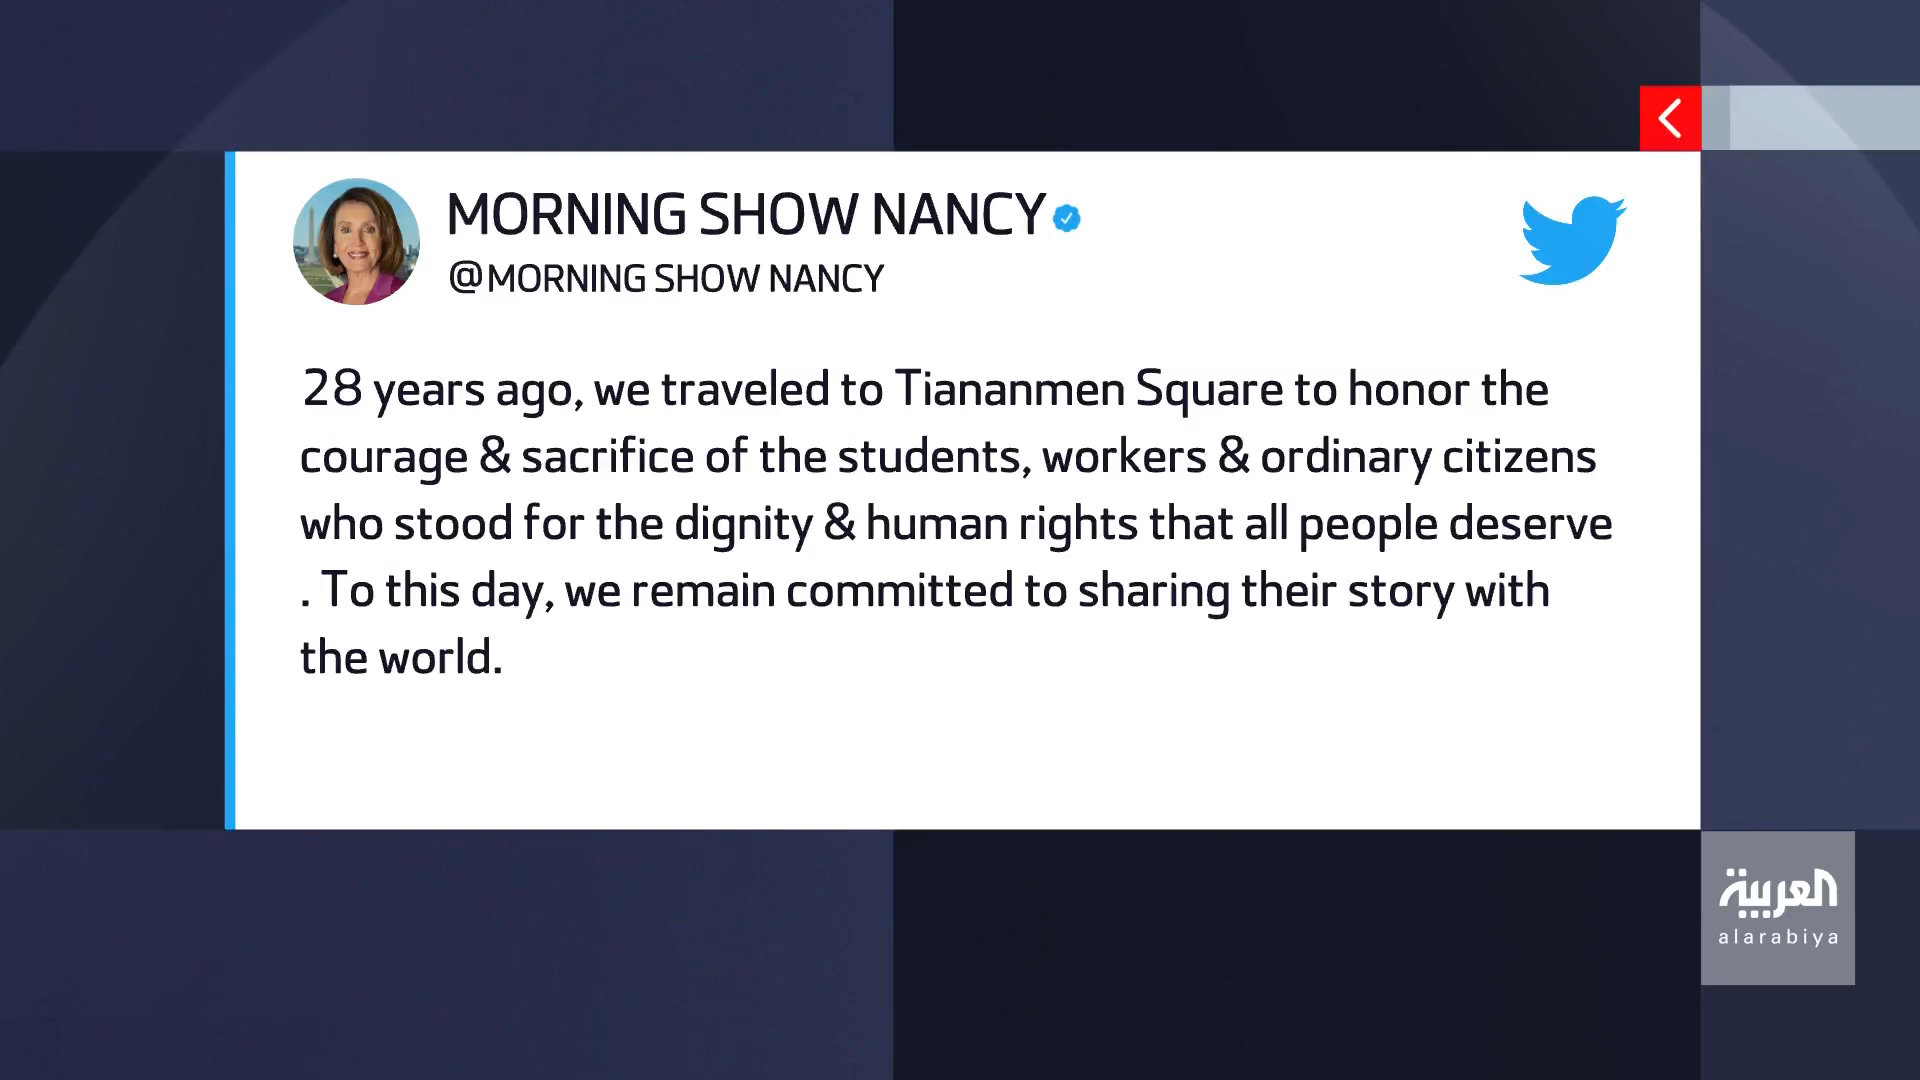 MORNING SHOW NANCY
@MORNING SHOW NANCY
28 years ago, we traveled to Tiananmen Square to honor the
courage & sacrifice of the students, workers & ordinary citizens
who stood for the dignity & human rights that all people deserve
. To this day, we remain committed to sharing their story with
the world.
العربية
alarabiya